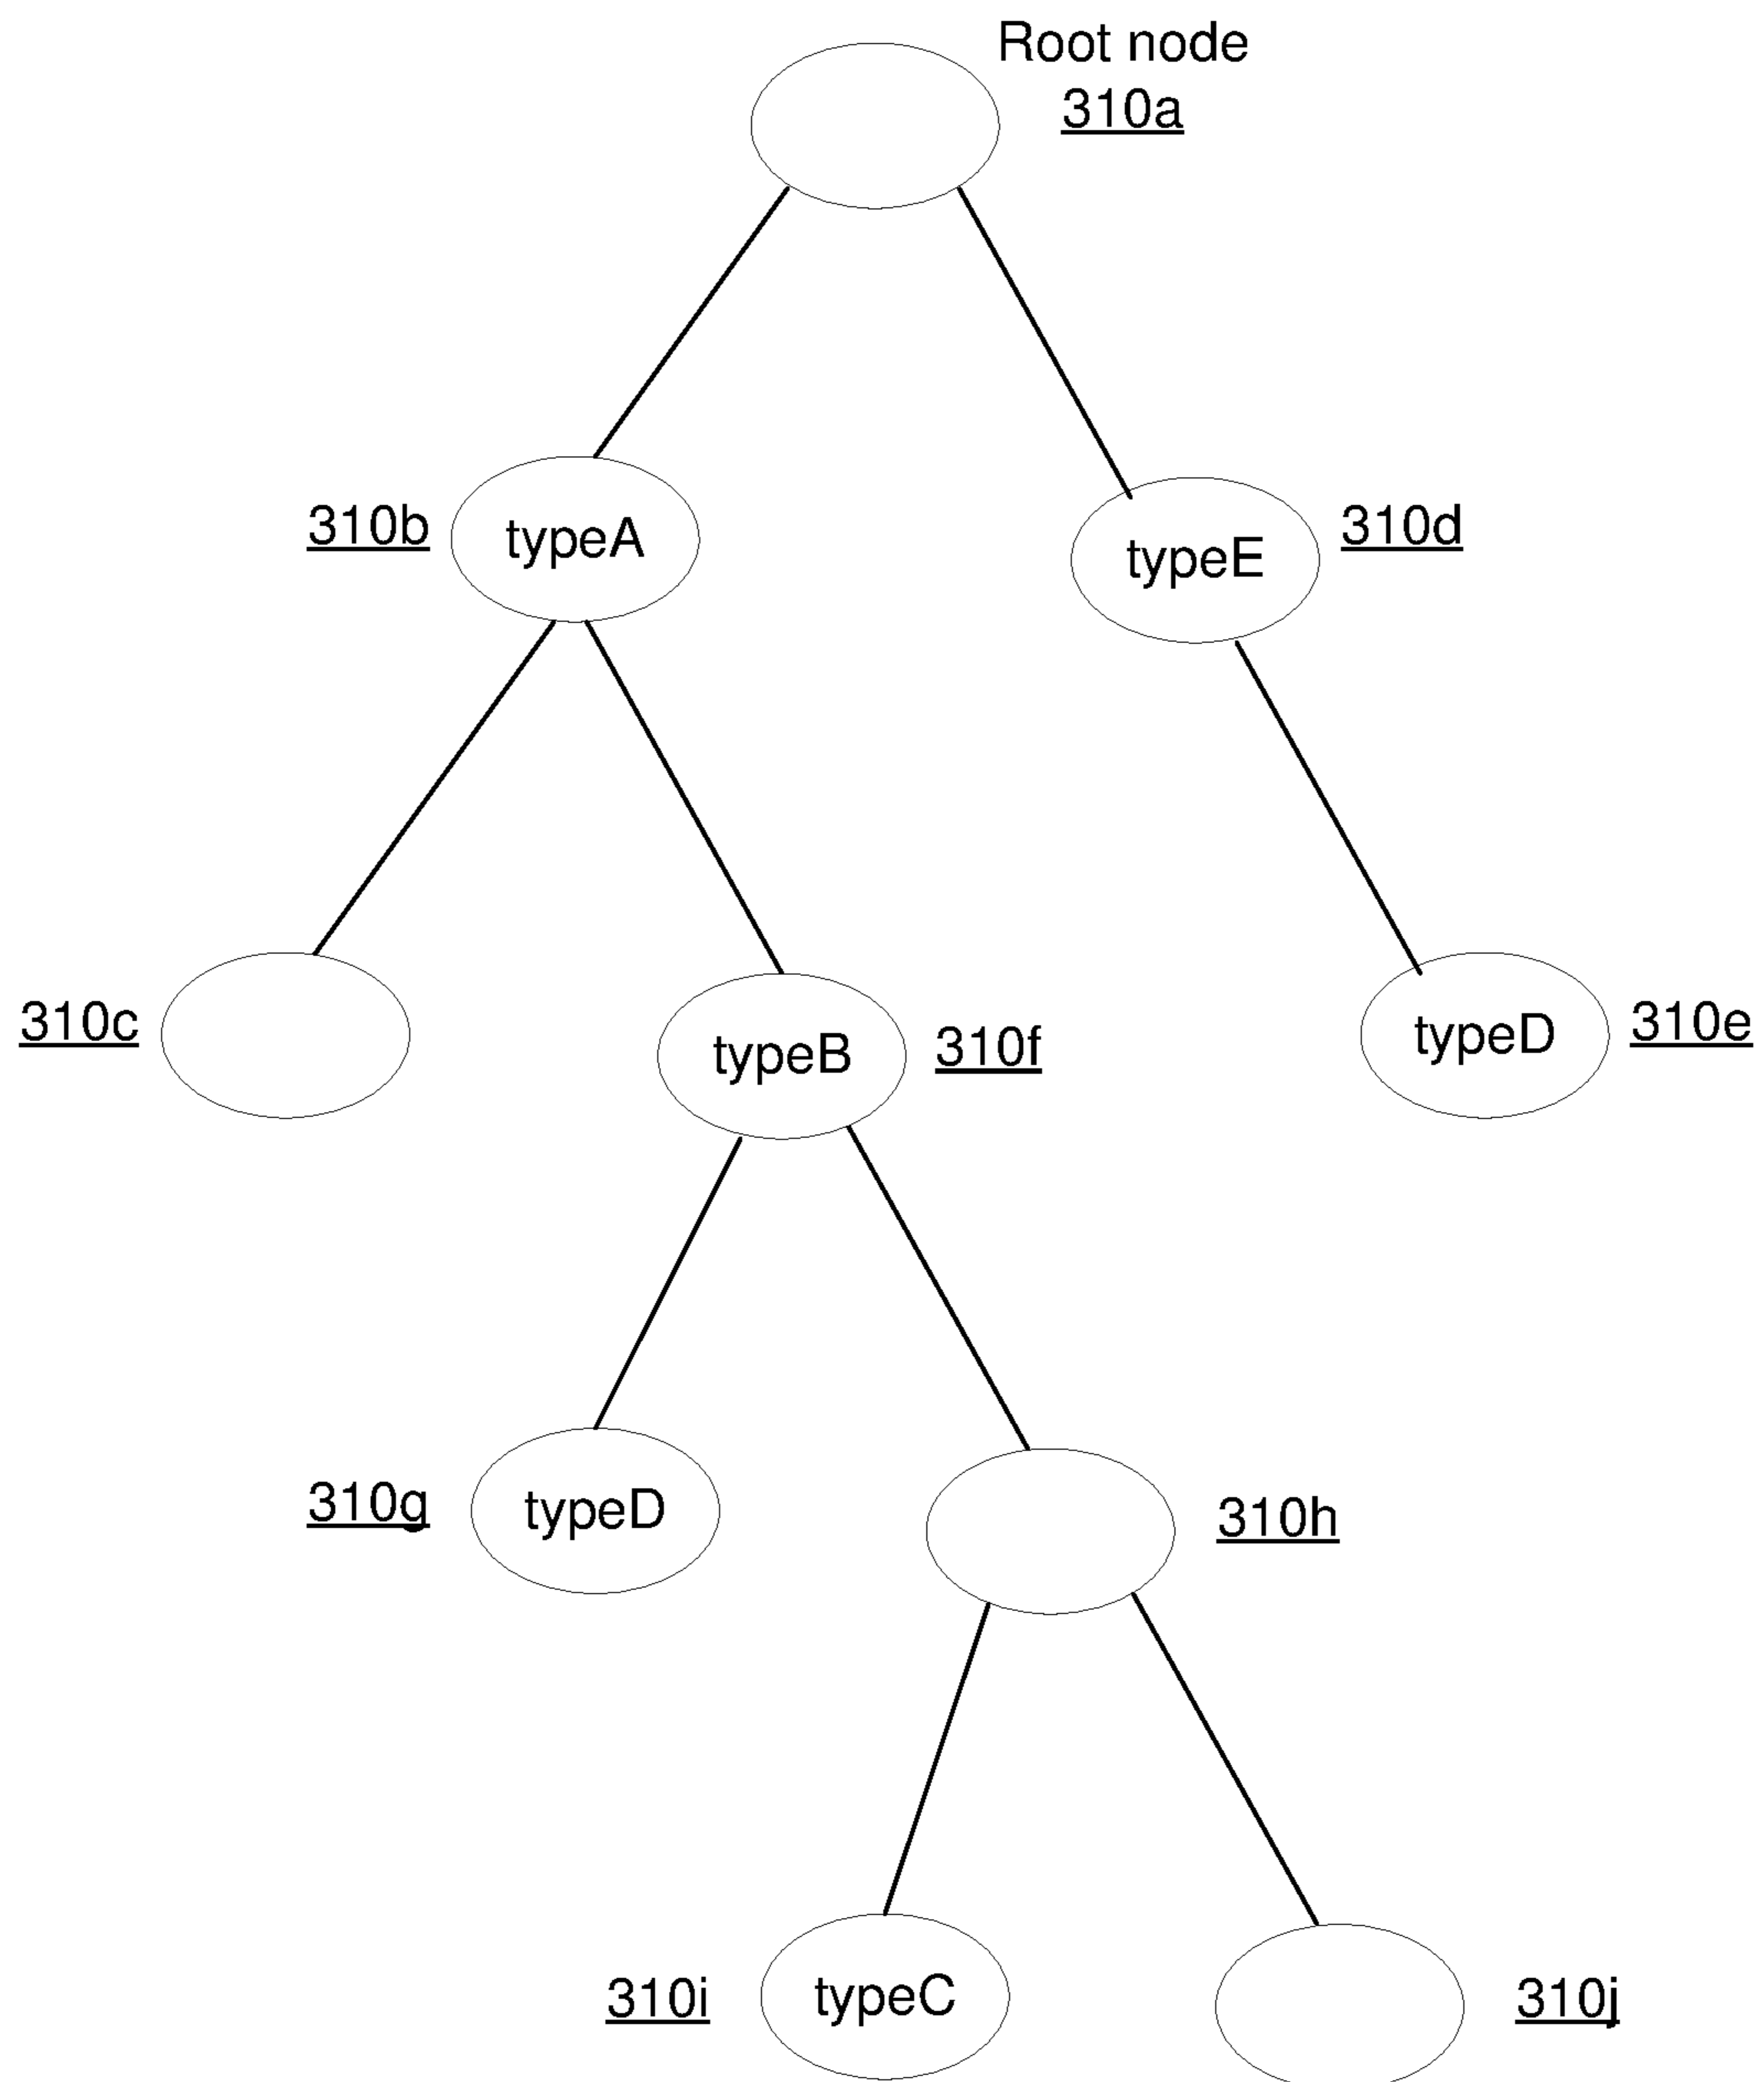 Root node
310a
310b
typeA
typeE
310d
310c
typeB
310f
typeD
310e
310g
typeD
310h
310i
typeC
310j